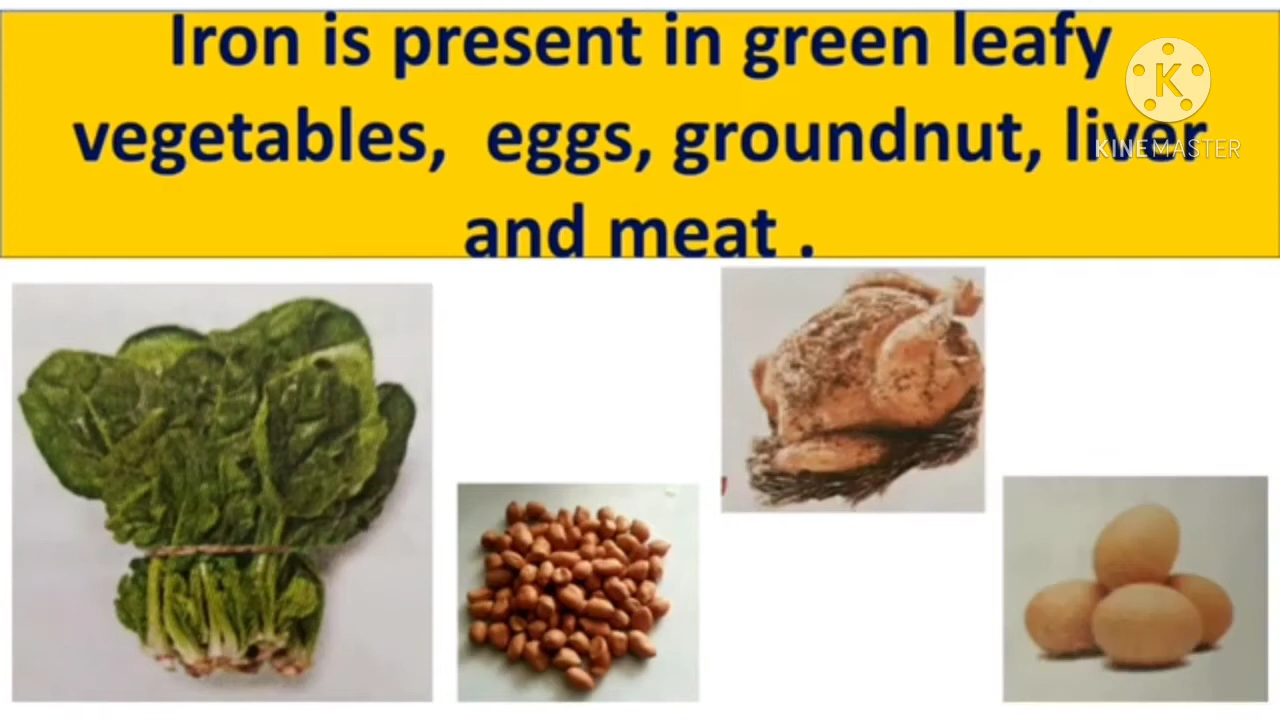 Iron is present in green leafy
vegetables,  eggs, groundnut, liver
and meat .
K
KINEMASTER